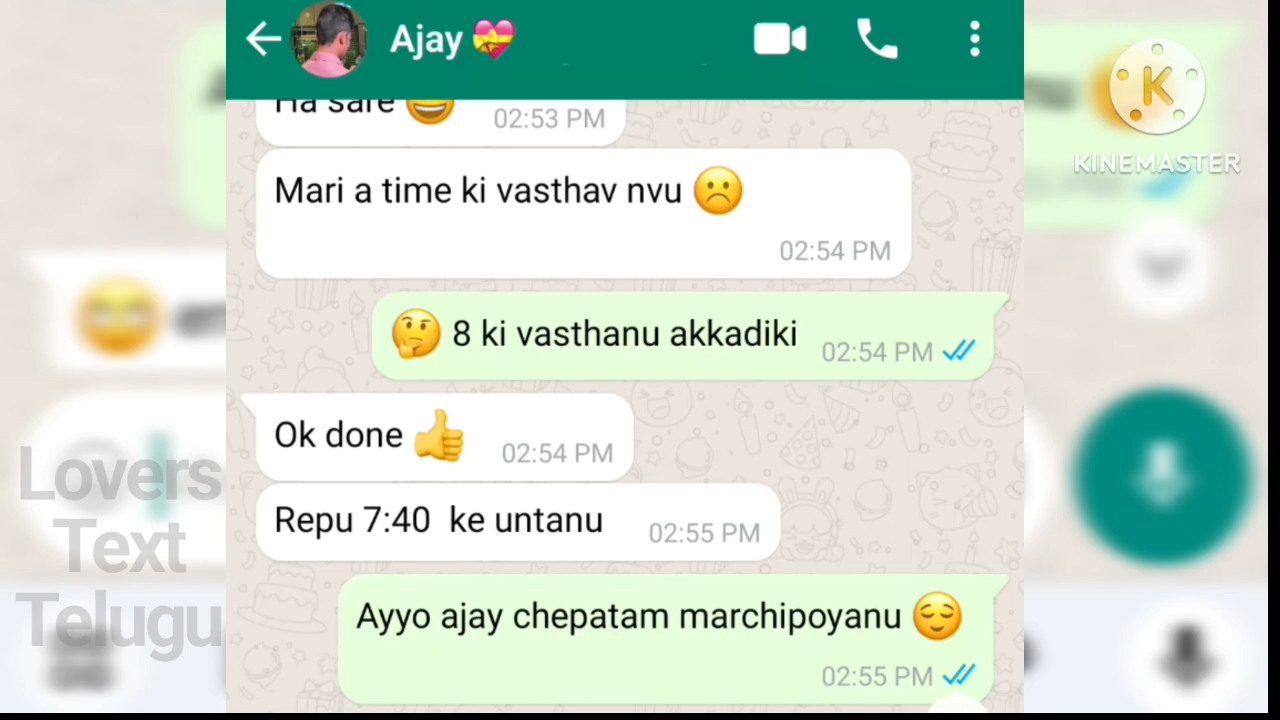 Ajay 💝
Ha sare 😄
02:53 PM
Mari a time ki vasthav nvu ☹️
02:54 PM
🤔 8 ki vasthanu akkadiki
02:54 PM
Ok done 👍
02:54 PM
Repu 7:40 ke untanu
02:55 PM
Ayyo ajay chepatam marchipoyanu 😌
02:55 PM
K
KINEMASTER
Lovers
Text
Telugu